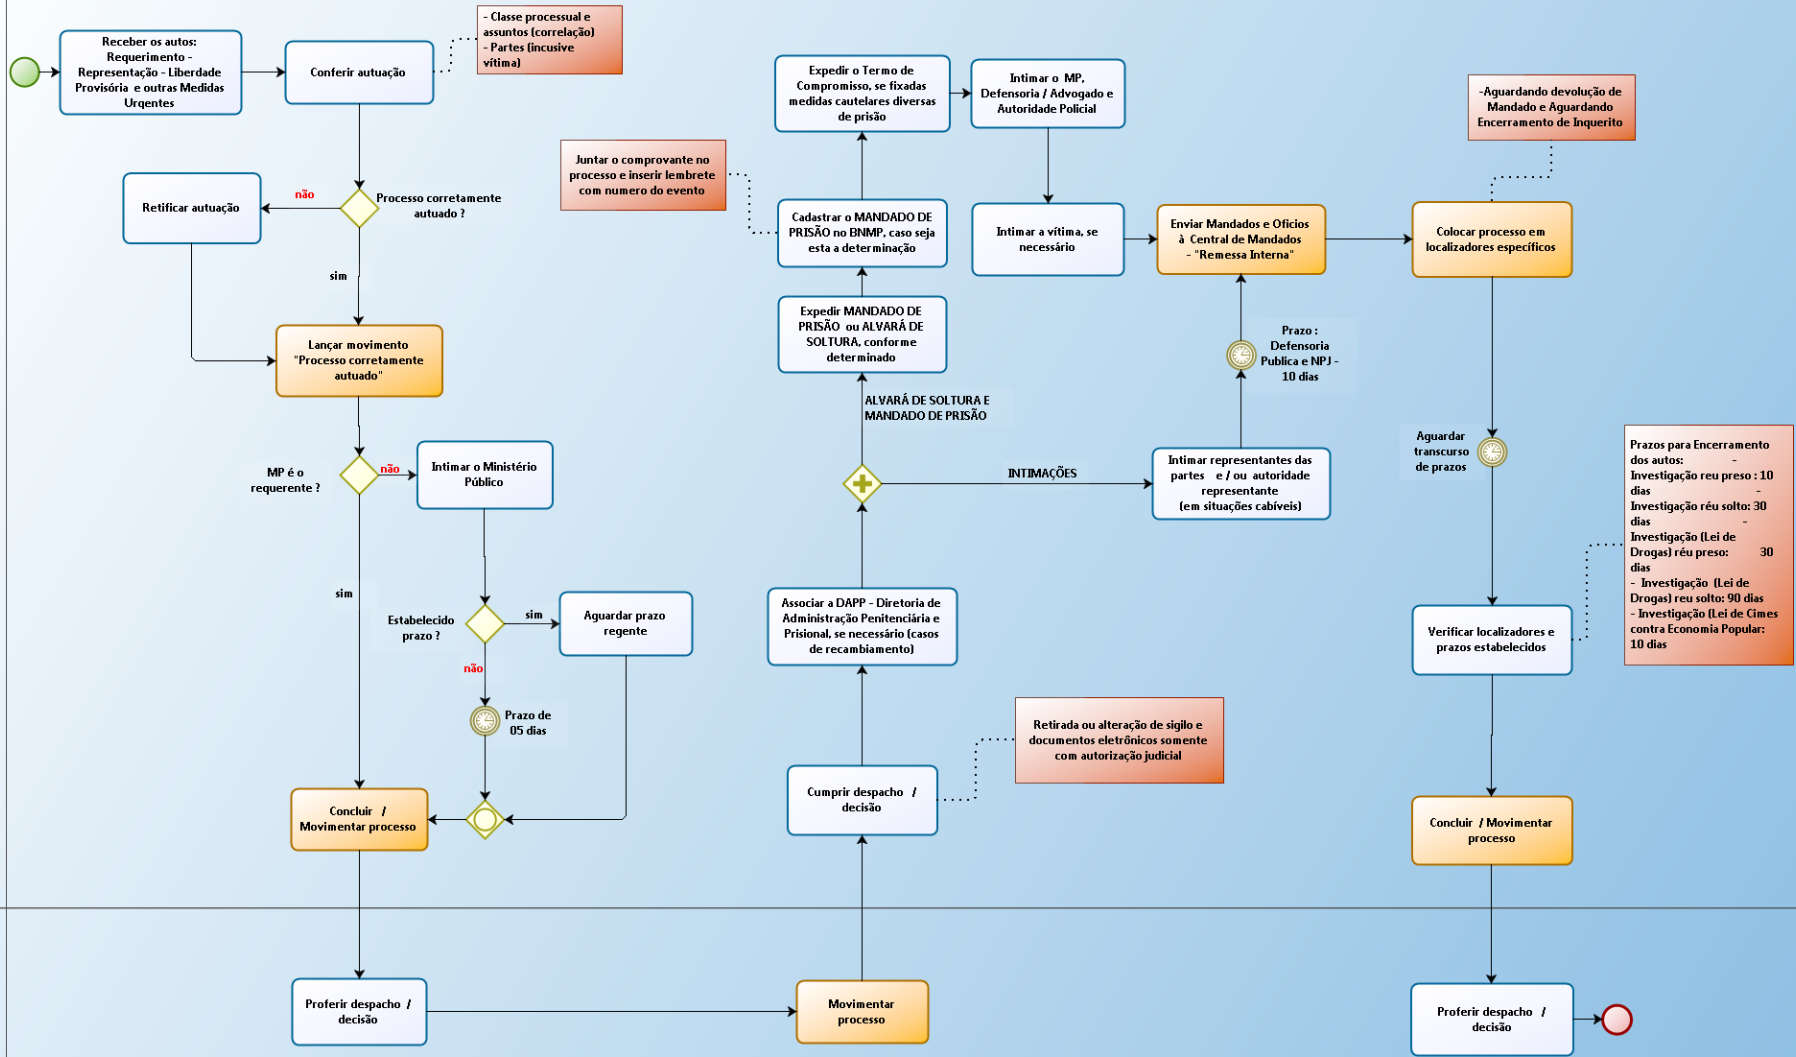 Receber os autos:
Requerimento -
Representação - Liberdade
Provisória e outras Medidas
Urgentes
Conferir autuação
- Classe processual e
assuntos (correlação)
- Partes (incusive
vítima)
Retificar autuação
não
Processo corretamente
autuado ?
sim
Lançar movimento
"Processo corretamente
autuado"
MP é o
requerente ?
não
Intimar o Ministério
Público
sim
Estabelecido
prazo ?
sim
Aguardar prazo
regente
não
Prazo de
05 dias
Concluir /
Movimentar processo
Proferir despacho /
decisão
Movimentar
processo
Cumprir despacho /
decisão
Retirada ou alteração de sigilo e
documentos eletrônicos somente
com autorização judicial
Associar a DAPP - Diretoria de
Administração Penitenciária e
Prisional, se necessário (casos
de recambiamento)
ALVARÁ DE SOLTURA E
MANDADO DE PRISÃO
INTIMAÇÕES
Expedir MANDADO DE
PRISÃO ou ALVARÁ DE
SOLTURA, conforme
determinado
Cadastrar o MANDADO DE
PRISÃO no BNMP, caso seja
esta a determinação
Juntar o comprovante no
processo e inserir lembrete
com numero do evento
Expedir o Termo de
Compromisso, se fixadas
medidas cautelares diversas
de prisão
Intimar o MP,
Defensoria / Advogado e
Autoridade Policial
Intimar a vítima, se
necessário
Intimar representantes das
partes e / ou autoridade
representante
(em situações cabíveis)
Prazo :
Defensoria
Publica e NPJ -
10 dias
Enviar Mandados e Oficios
à Central de Mandados
- "Remessa Interna"
Colocar processo em
localizadores específicos
-Aguardando devolução de
Mandado e Aguardando
Encerramento de Inquerito
Aguardar
transcurso
de prazos
Verificar localizadores e
prazos estabelecidos
Prazos para Encerramento
dos autos: -
Investigação reu preso : 10
dias -
Investigação réu solto: 30
dias -
Investigação (Lei de
Drogas) réu preso: 30
dias
- Investigação (Lei de
Drogas) reu solto: 90 dias
- Investigação (Lei de Cimes
contra Economia Popular:
10 dias
Concluir / Movimentar
processo
Proferir despacho /
decisão